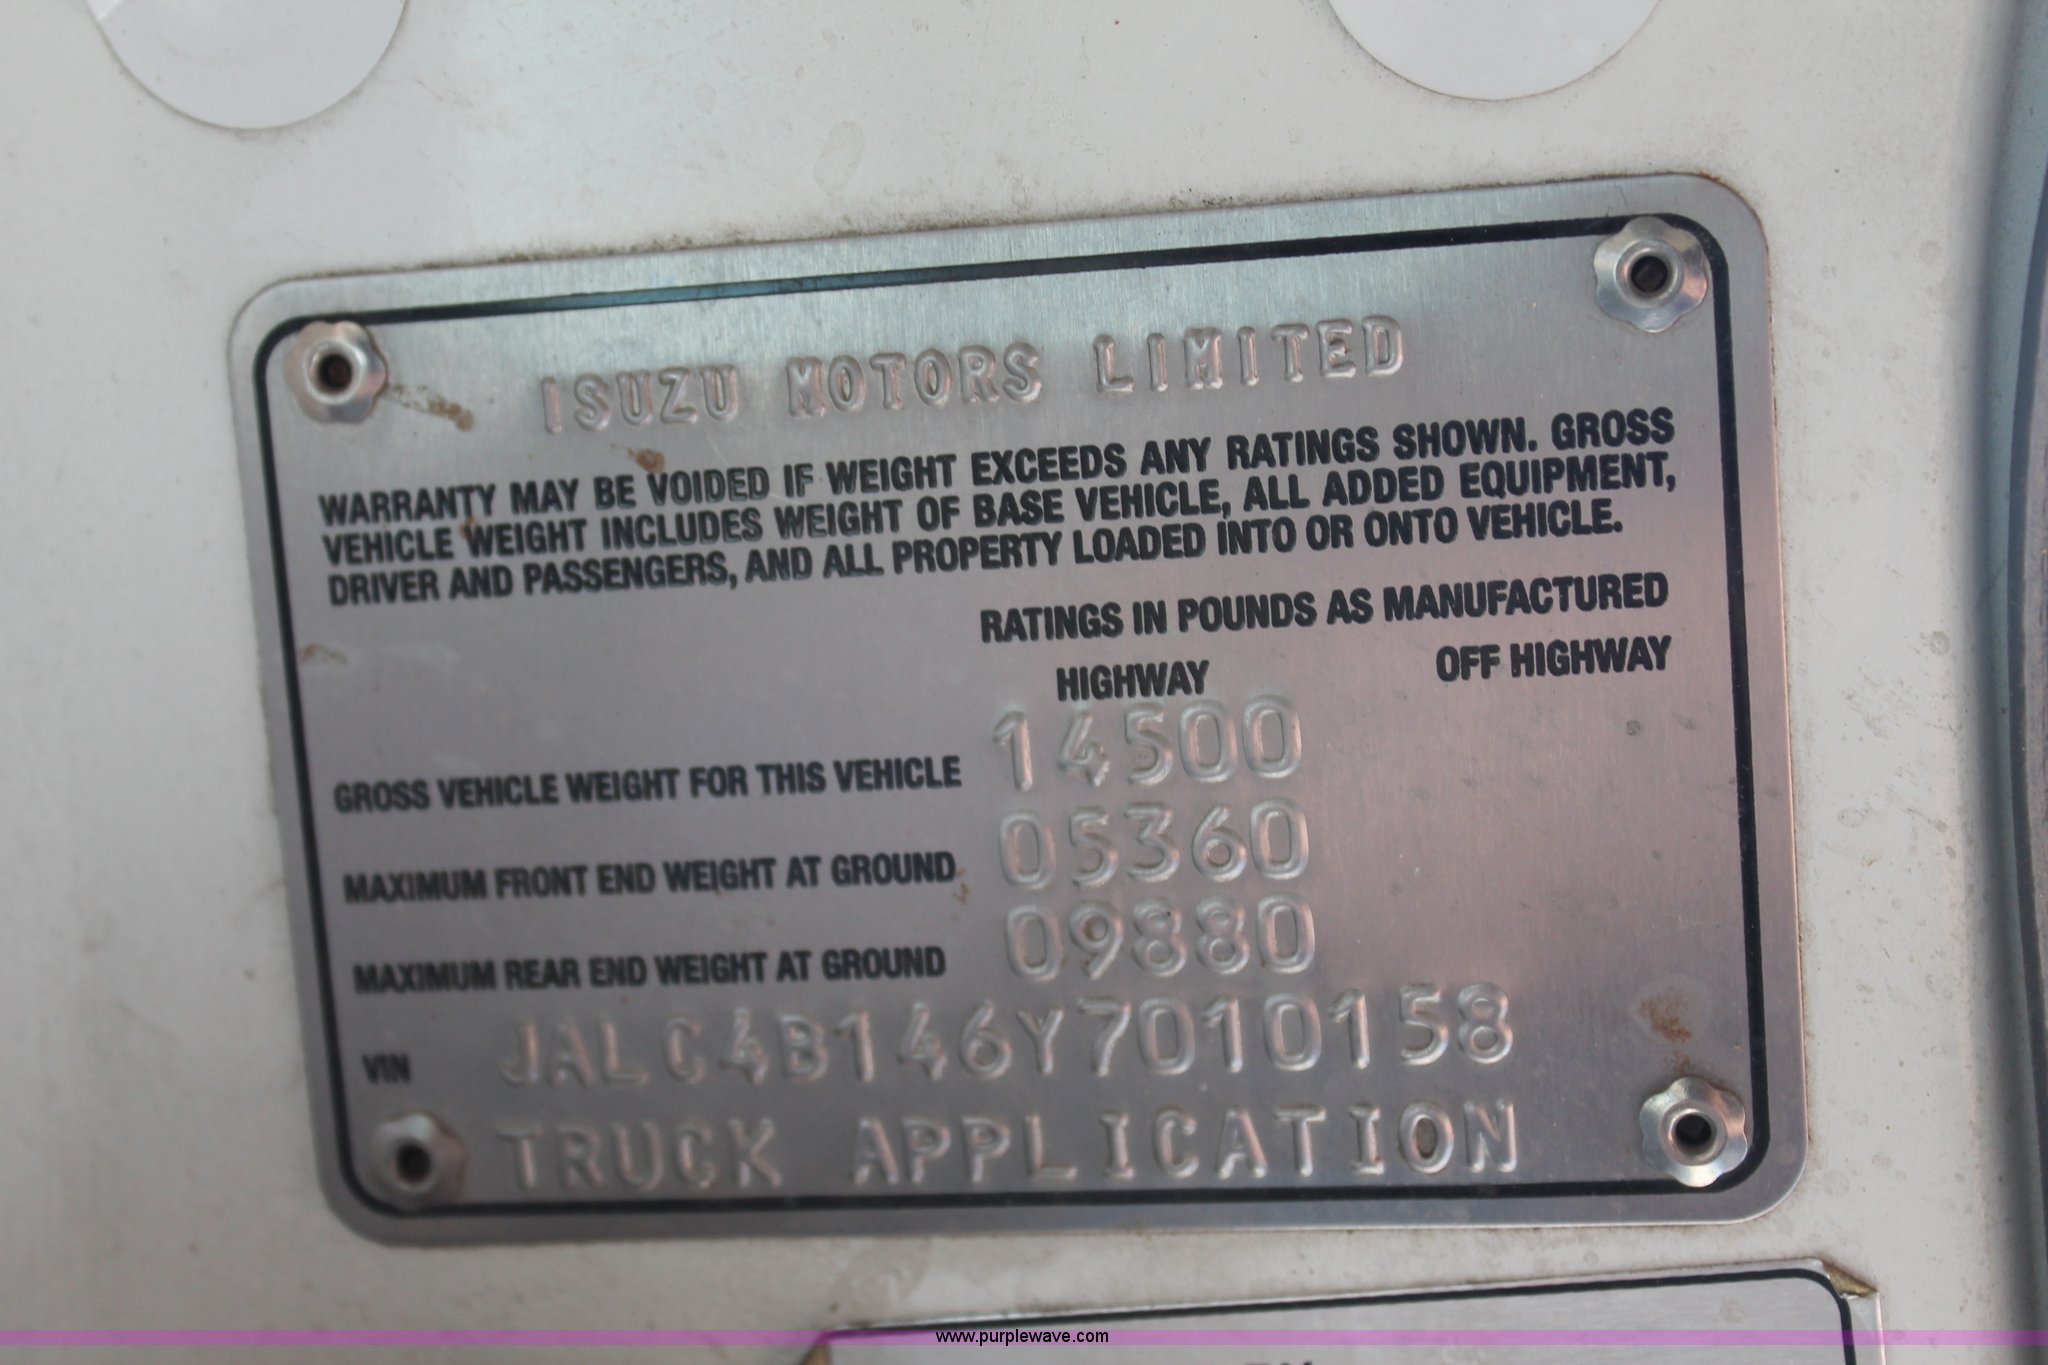 ISUZU MOTORS LIMITED
WARRANTY MAY BE VOIDED IF WEIGHT EXCEEDS ANY RATINGS SHOWN. GROSS
VEHICLE WEIGHT INCLUDES WEIGHT OF BASE VEHICLE, ALL ADDED EQUIPMENT,
DRIVER AND PASSENGERS, AND ALL PROPERTY LOADED INTO OR ONTO VEHICLE.
RATINGS IN POUNDS AS MANUFACTURED
HIGHWAY OFF HIGHWAY
GROSS VEHICLE WEIGHT FOR THIS VEHICLE 14500
MAXIMUM FRONT END WEIGHT AT GROUND 05360
MAXIMUM REAR END WEIGHT AT GROUND 09880
VIN JALC4B146Y7010158
TRUCK APPLICATION
www.purplewave.com